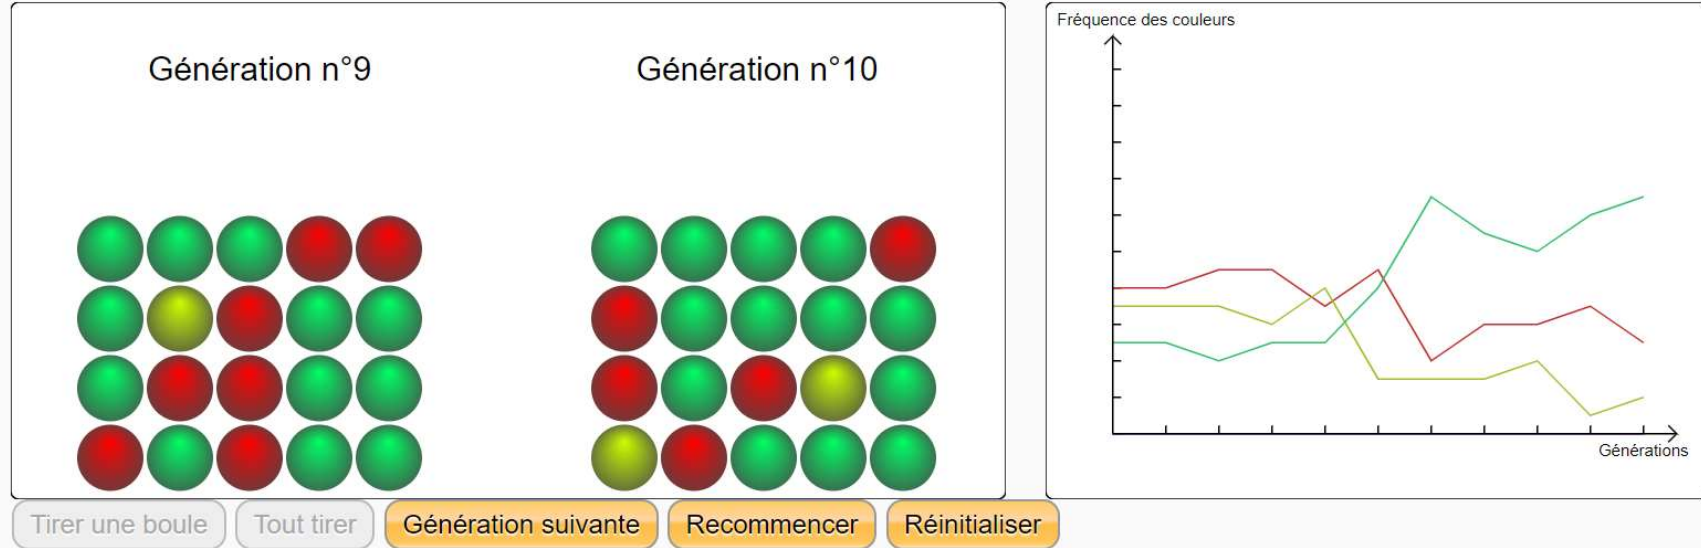 Génération n°9
Génération n°10
Fréquence des couleurs
Générations
Tirer une boule
Tout tirer
Génération suivante
Recommencer
Réinitialiser